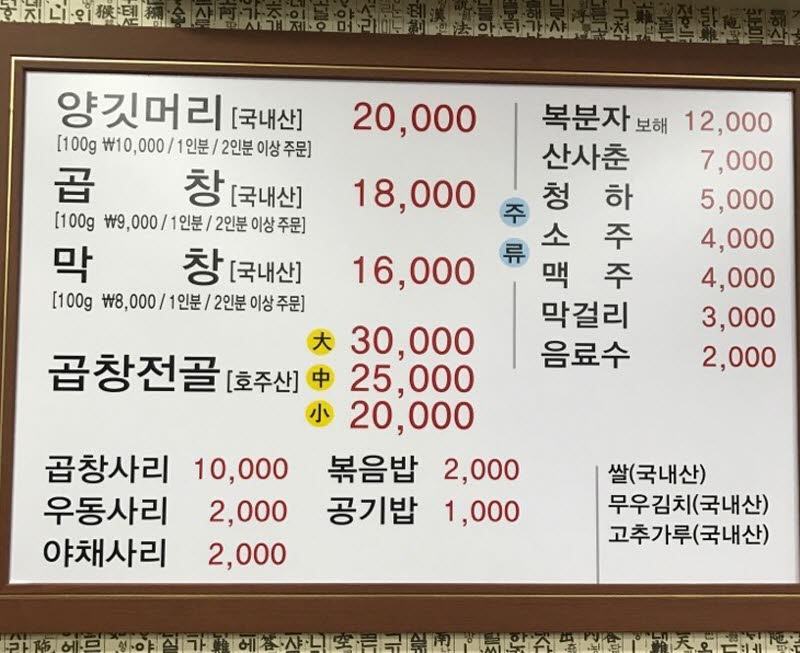 양깃머리 [국내산] 20,000
[100g ₩10,000 / 1인분 / 2인분 이상 주문]
곱 창 [국내산] 18,000
[100g ₩9,000 / 1인분 / 2인분 이상 주문]
막 창 [국내산] 16,000
[100g ₩8,000 / 1인분 / 2인분 이상 주문]
곱창전골 [호주산]
大 30,000
中 25,000
小 20,000
주류
복분자 보해 12,000
산사춘 7,000
청 하 5,000
소 주 4,000
맥 주 4,000
막걸리 3,000
음료수 2,000
곱창사리 10,000
우동사리 2,000
야채사리 2,000
볶음밥 2,000
공기밥 1,000
쌀(국내산)
무우김치(국내산)
고추가루(국내산)